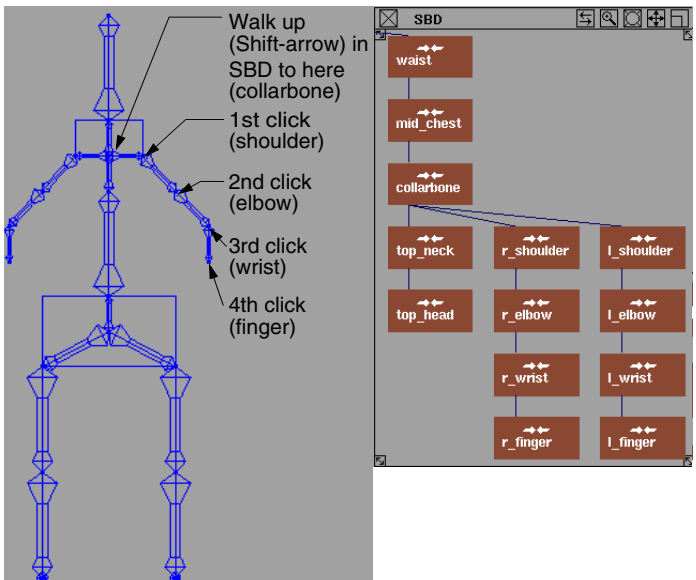 Walk up
(Shift-arrow) in
SBD to here
(collarbone)
1st click
(shoulder)
2nd click
(elbow)
3rd click
(wrist)
4th click
(finger)
SBD
waist
mid_chest
collarbone
top_neck
r_shoulder
l_shoulder
top_head
r_elbow
l_elbow
r_wrist
l_wrist
r_finger
l_finger